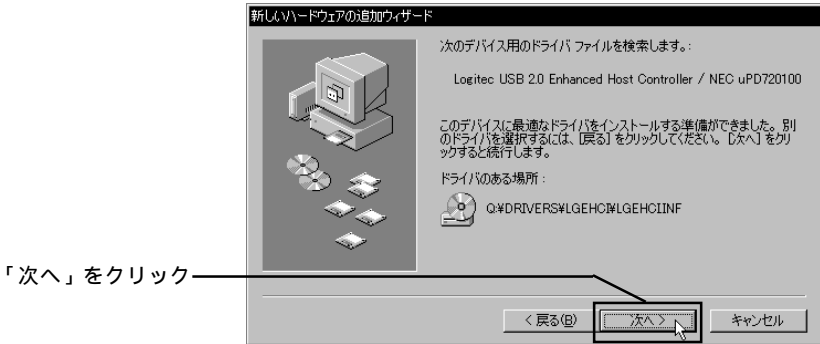 新しいハードウェアの追加ウィザード
次のデバイス用のドライバ ファイルを検索します。:
Logitec USB 2.0 Enhanced Host Controller / NEC uPD720100
このデバイスに最適なドライバをインストールする準備ができました。別
のドライバを選択するには、[戻る] をクリックしてください。[次へ] をクリ
ックすると続行します。
ドライバのある場所 :
Q:¥DRIVERS¥LGEHCI¥LGEHCI.INF
「次へ」をクリック
< 戻る(B)
次へ >
キャンセル